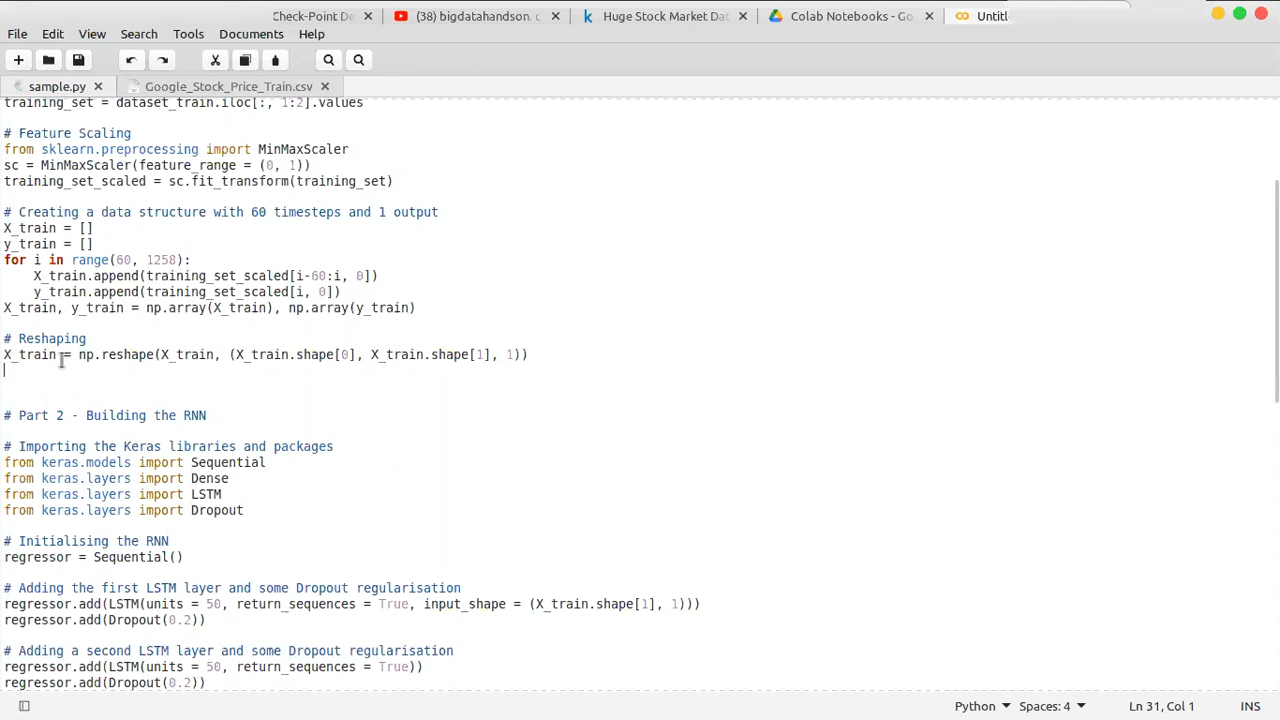 Check-Point De
(38) bigdatahandson. c
Huge Stock Market Dat
Colab Notebooks - Go
Untitl
File Edit View Search Tools Documents Help
sample.py
Google_Stock_Price_Train.csv
training_set = dataset_train.iloc[:, 1:2].values
# Feature Scaling
from sklearn.preprocessing import MinMaxScaler
sc = MinMaxScaler(feature_range = (0, 1))
training_set_scaled = sc.fit_transform(training_set)
# Creating a data structure with 60 timesteps and 1 output
X_train = []
y_train = []
for i in range(60, 1258):
    X_train.append(training_set_scaled[i-60:i, 0])
    y_train.append(training_set_scaled[i, 0])
X_train, y_train = np.array(X_train), np.array(y_train)
# Reshaping
X_train = np.reshape(X_train, (X_train.shape[0], X_train.shape[1], 1))
# Part 2 - Building the RNN
# Importing the Keras libraries and packages
from keras.models import Sequential
from keras.layers import Dense
from keras.layers import LSTM
from keras.layers import Dropout
# Initialising the RNN
regressor = Sequential()
# Adding the first LSTM layer and some Dropout regularisation
regressor.add(LSTM(units = 50, return_sequences = True, input_shape = (X_train.shape[1], 1)))
regressor.add(Dropout(0.2))
# Adding a second LSTM layer and some Dropout regularisation
regressor.add(LSTM(units = 50, return_sequences = True))
regressor.add(Dropout(0.2))
Python Spaces: 4 Ln 31, Col 1 INS